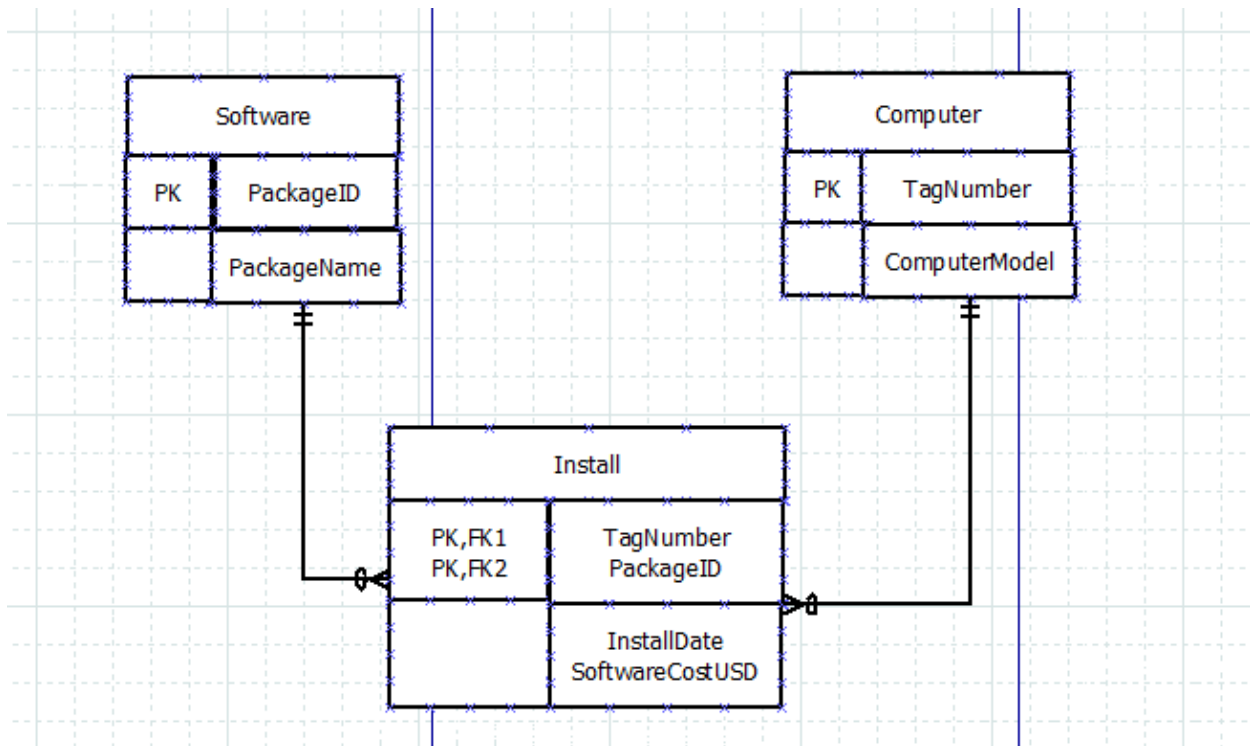 Software
PK PackageID
PackageName
Computer
PK TagNumber
ComputerModel
Install
PK,FK1 TagNumber
PK,FK2 PackageID
InstallDate
SoftwareCostUSD